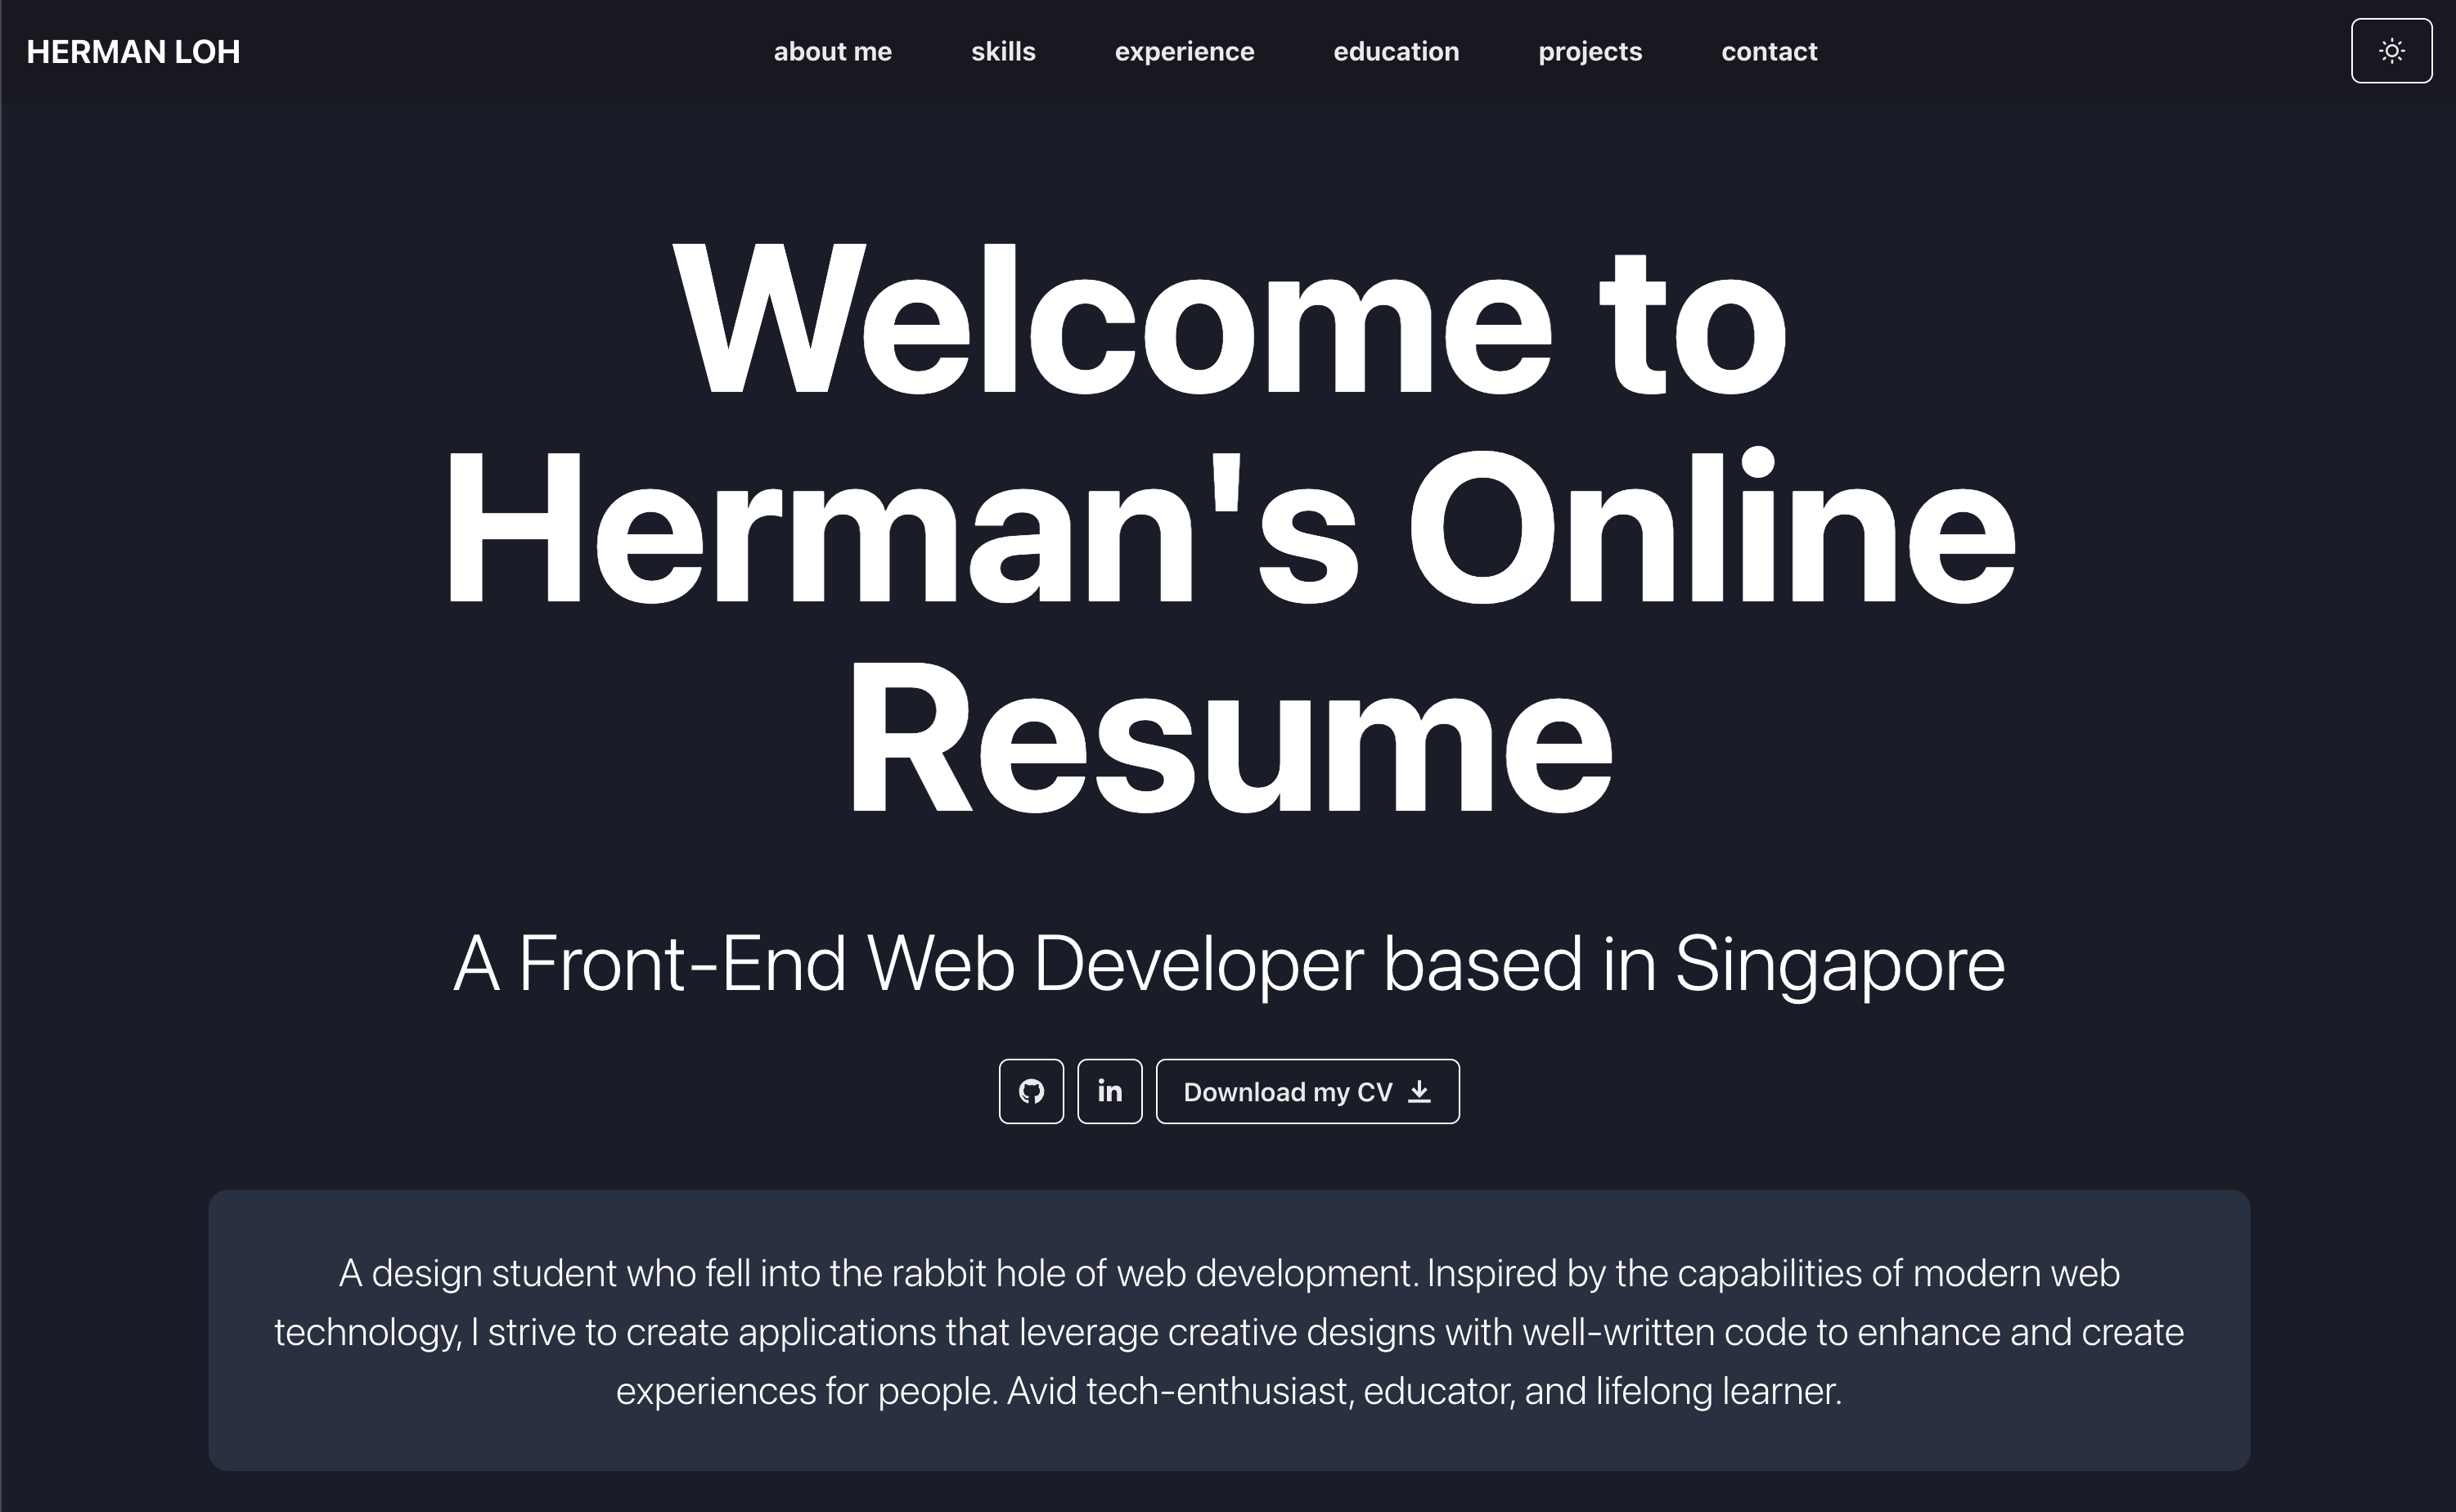 HERMAN LOH
about me
skills
experience
education
projects
contact
Welcome to
Herman's Online
Resume
A Front-End Web Developer based in Singapore
in
Download my CV
A design student who fell into the rabbit hole of web development. Inspired by the capabilities of modern web
technology, I strive to create applications that leverage creative designs with well-written code to enhance and create
experiences for people. Avid tech-enthusiast, educator, and lifelong learner.